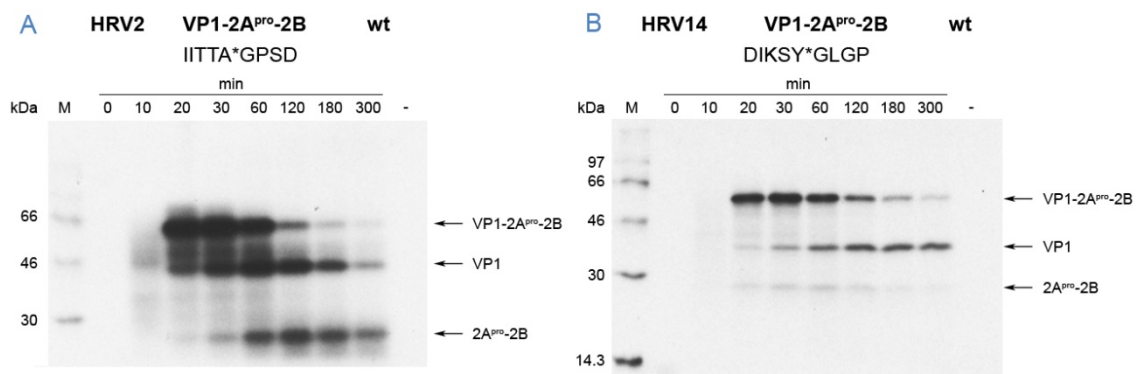 A HRV2 VP1-2Aᵖʳᵒ-2B wt
IITTA*GPSD
min
kDa M 0 10 20 30 60 120 180 300 -
66
46
30
VP1-2Aᵖʳᵒ-2B
VP1
2Aᵖʳᵒ-2B
B HRV14 VP1-2Aᵖʳᵒ-2B wt
DIKSY*GLGP
min
kDa M 0 10 20 30 60 120 180 300 -
97
66
46
30
14.3
VP1-2Aᵖʳᵒ-2B
VP1
2Aᵖʳᵒ-2B